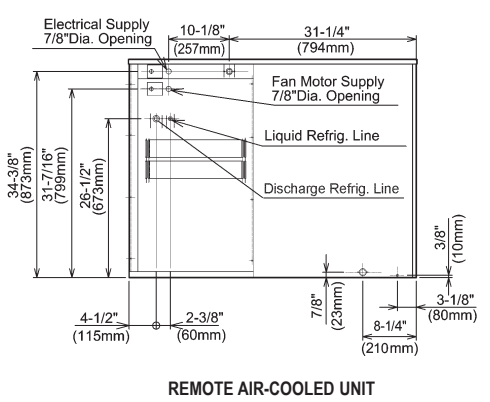 Electrical Supply
7/8"Dia. Opening
10-1/8"
(257mm)
31-1/4"
(794mm)
Fan Motor Supply
7/8"Dia. Opening
Liquid Refrig. Line
Discharge Refrig. Line
34-3/8"
(873mm)
31-7/16"
(799mm)
26-1/2"
(673mm)
3/8"
(10mm)
7/8"
(23mm)
4-1/2"
(115mm)
2-3/8"
(60mm)
3-1/8"
(80mm)
8-1/4"
(210mm)
REMOTE AIR-COOLED UNIT